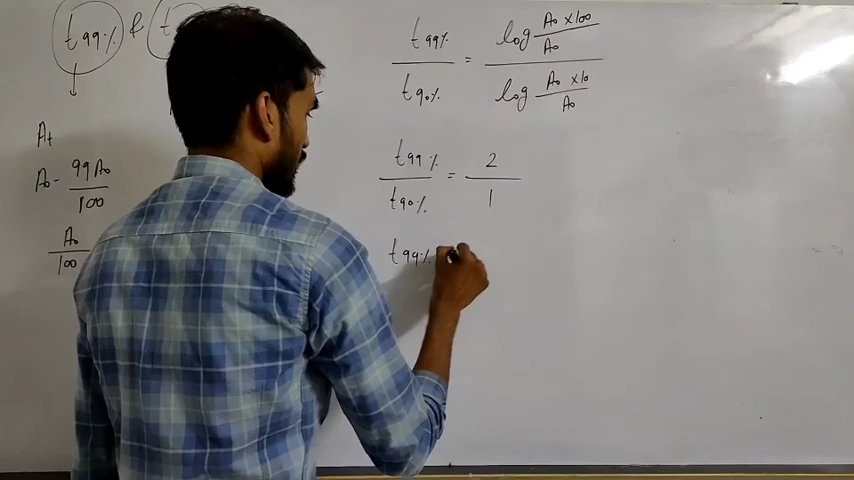 t99% & t
At
A0 - 99A0
100
A0
100
t99% = log A0 x 100
A0
t90% log A0 x 10
A0
t99% = 2
t90% 1
t99%